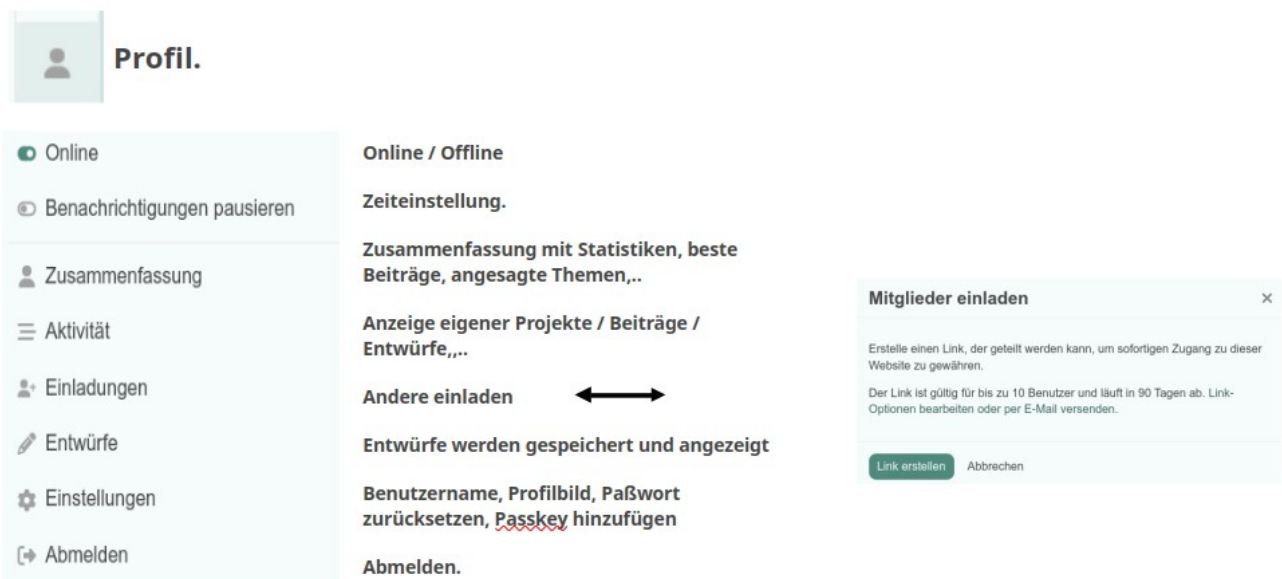 Profil.
Online
Benachrichtigungen pausieren
Zusammenfassung
Aktivität
Einladungen
Entwürfe
Einstellungen
Abmelden
Online / Offline
Zeiteinstellung.
Zusammenfassung mit Statistiken, beste
Beiträge, angesagte Themen,..
Anzeige eigener Projekte / Beiträge /
Entwürfe,,..
Andere einladen
Entwürfe werden gespeichert und angezeigt
Benutzername, Profilbild, Paßwort
zurücksetzen, Passkey hinzufügen
Abmelden.
Mitglieder einladen
Erstelle einen Link, der geteilt werden kann, um sofortigen Zugang zu dieser
Website zu gewähren.
Der Link ist gültig für bis zu 10 Benutzer und läuft in 90 Tagen ab. Link-
Optionen bearbeiten oder per E-Mail versenden.
Link erstellen Abbrechen